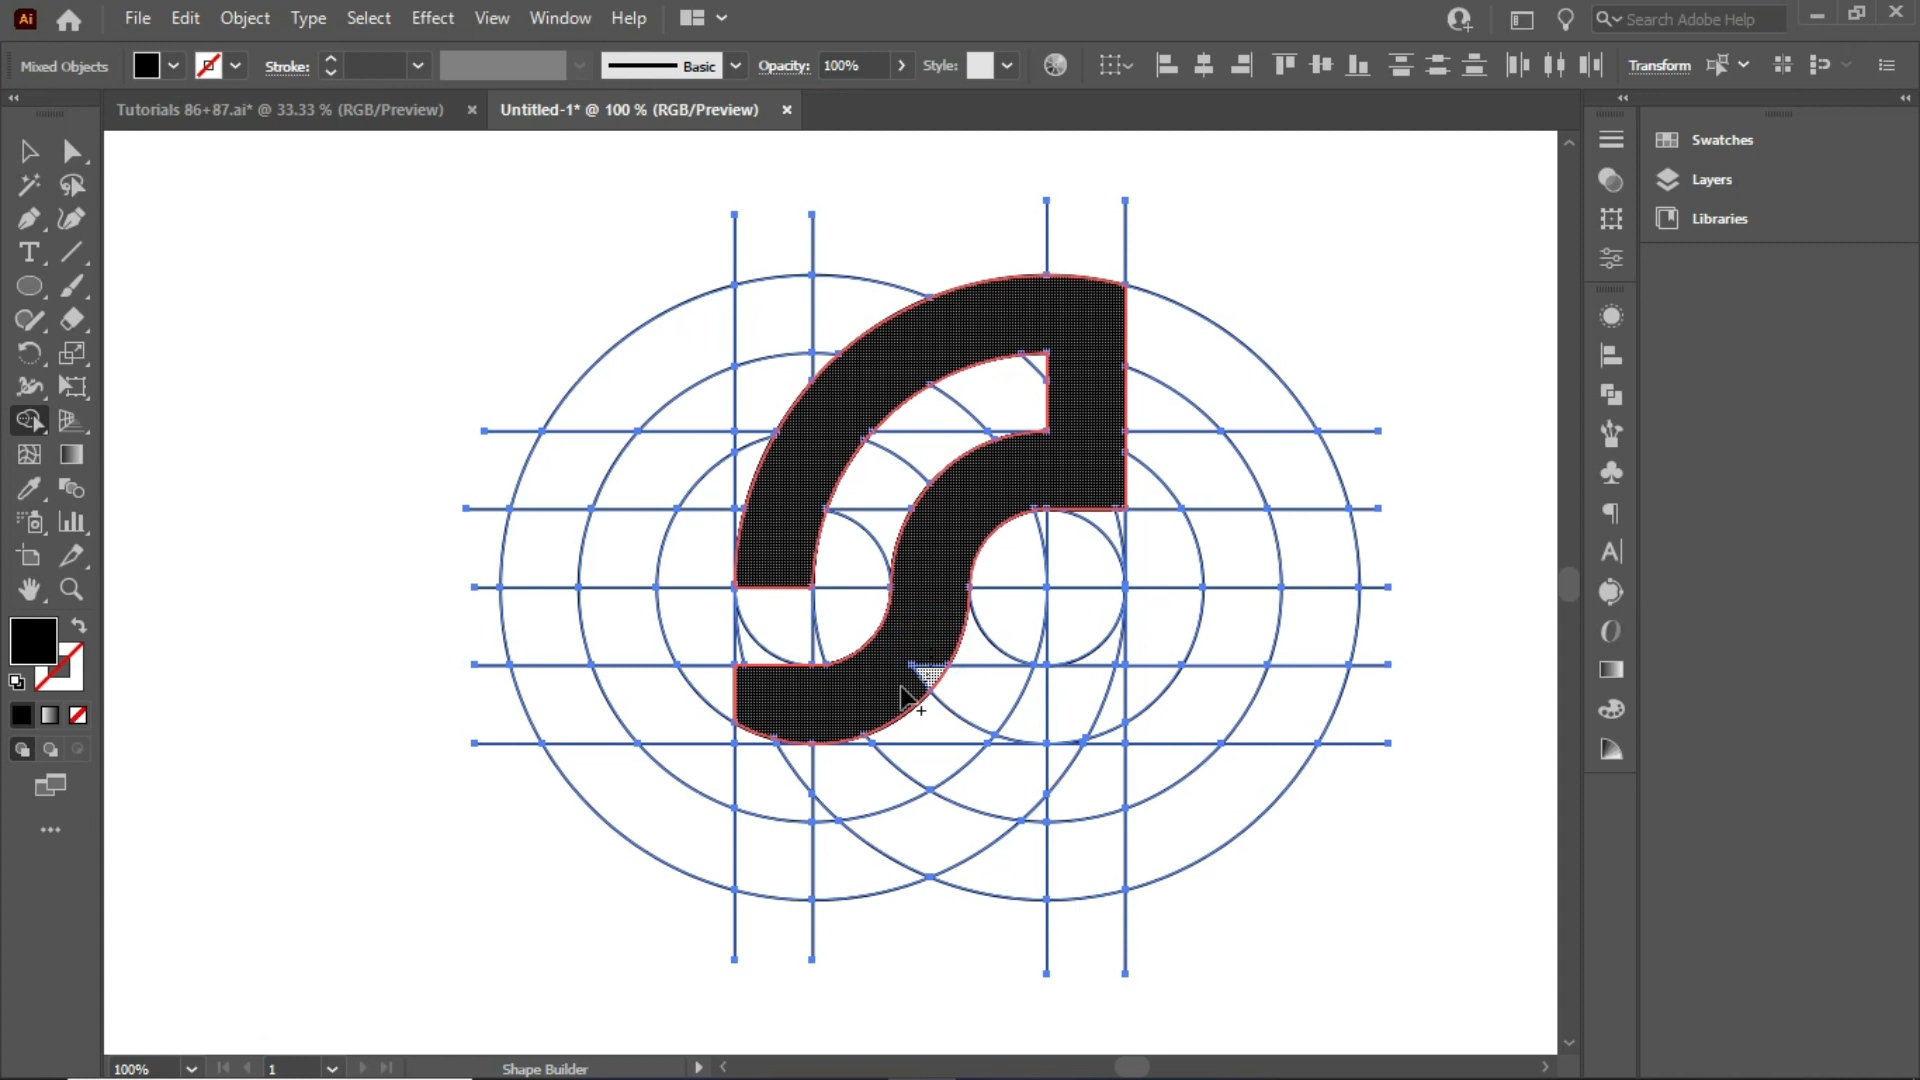 Ai File Edit Object Type Select Effect View Window Help Search Adobe Help
Mixed Objects Stroke: Basic Opacity: 100% Style: Transform
Tutorials 86+87.ai* @ 33.33 % (RGB/Preview) × Untitled-1* @ 100 % (RGB/Preview) ×
Swatches
Layers
Libraries
100% 1 Shape Builder